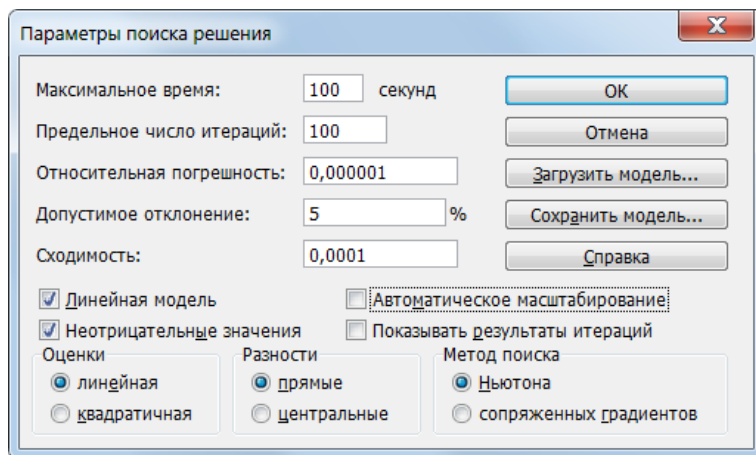 Параметры поиска решения
Максимальное время: 100 секунд ОК
Предельное число итераций: 100 Отмена
Относительная погрешность: 0,000001 Загрузить модель...
Допустимое отклонение: 5 % Сохранить модель...
Сходимость: 0,0001 Справка
Линейная модель Автоматическое масштабирование
Неотрицательные значения Показывать результаты итераций
Оценки Разности Метод поиска
линейная прямые Ньютона
квадратичная центральные сопряженных градиентов